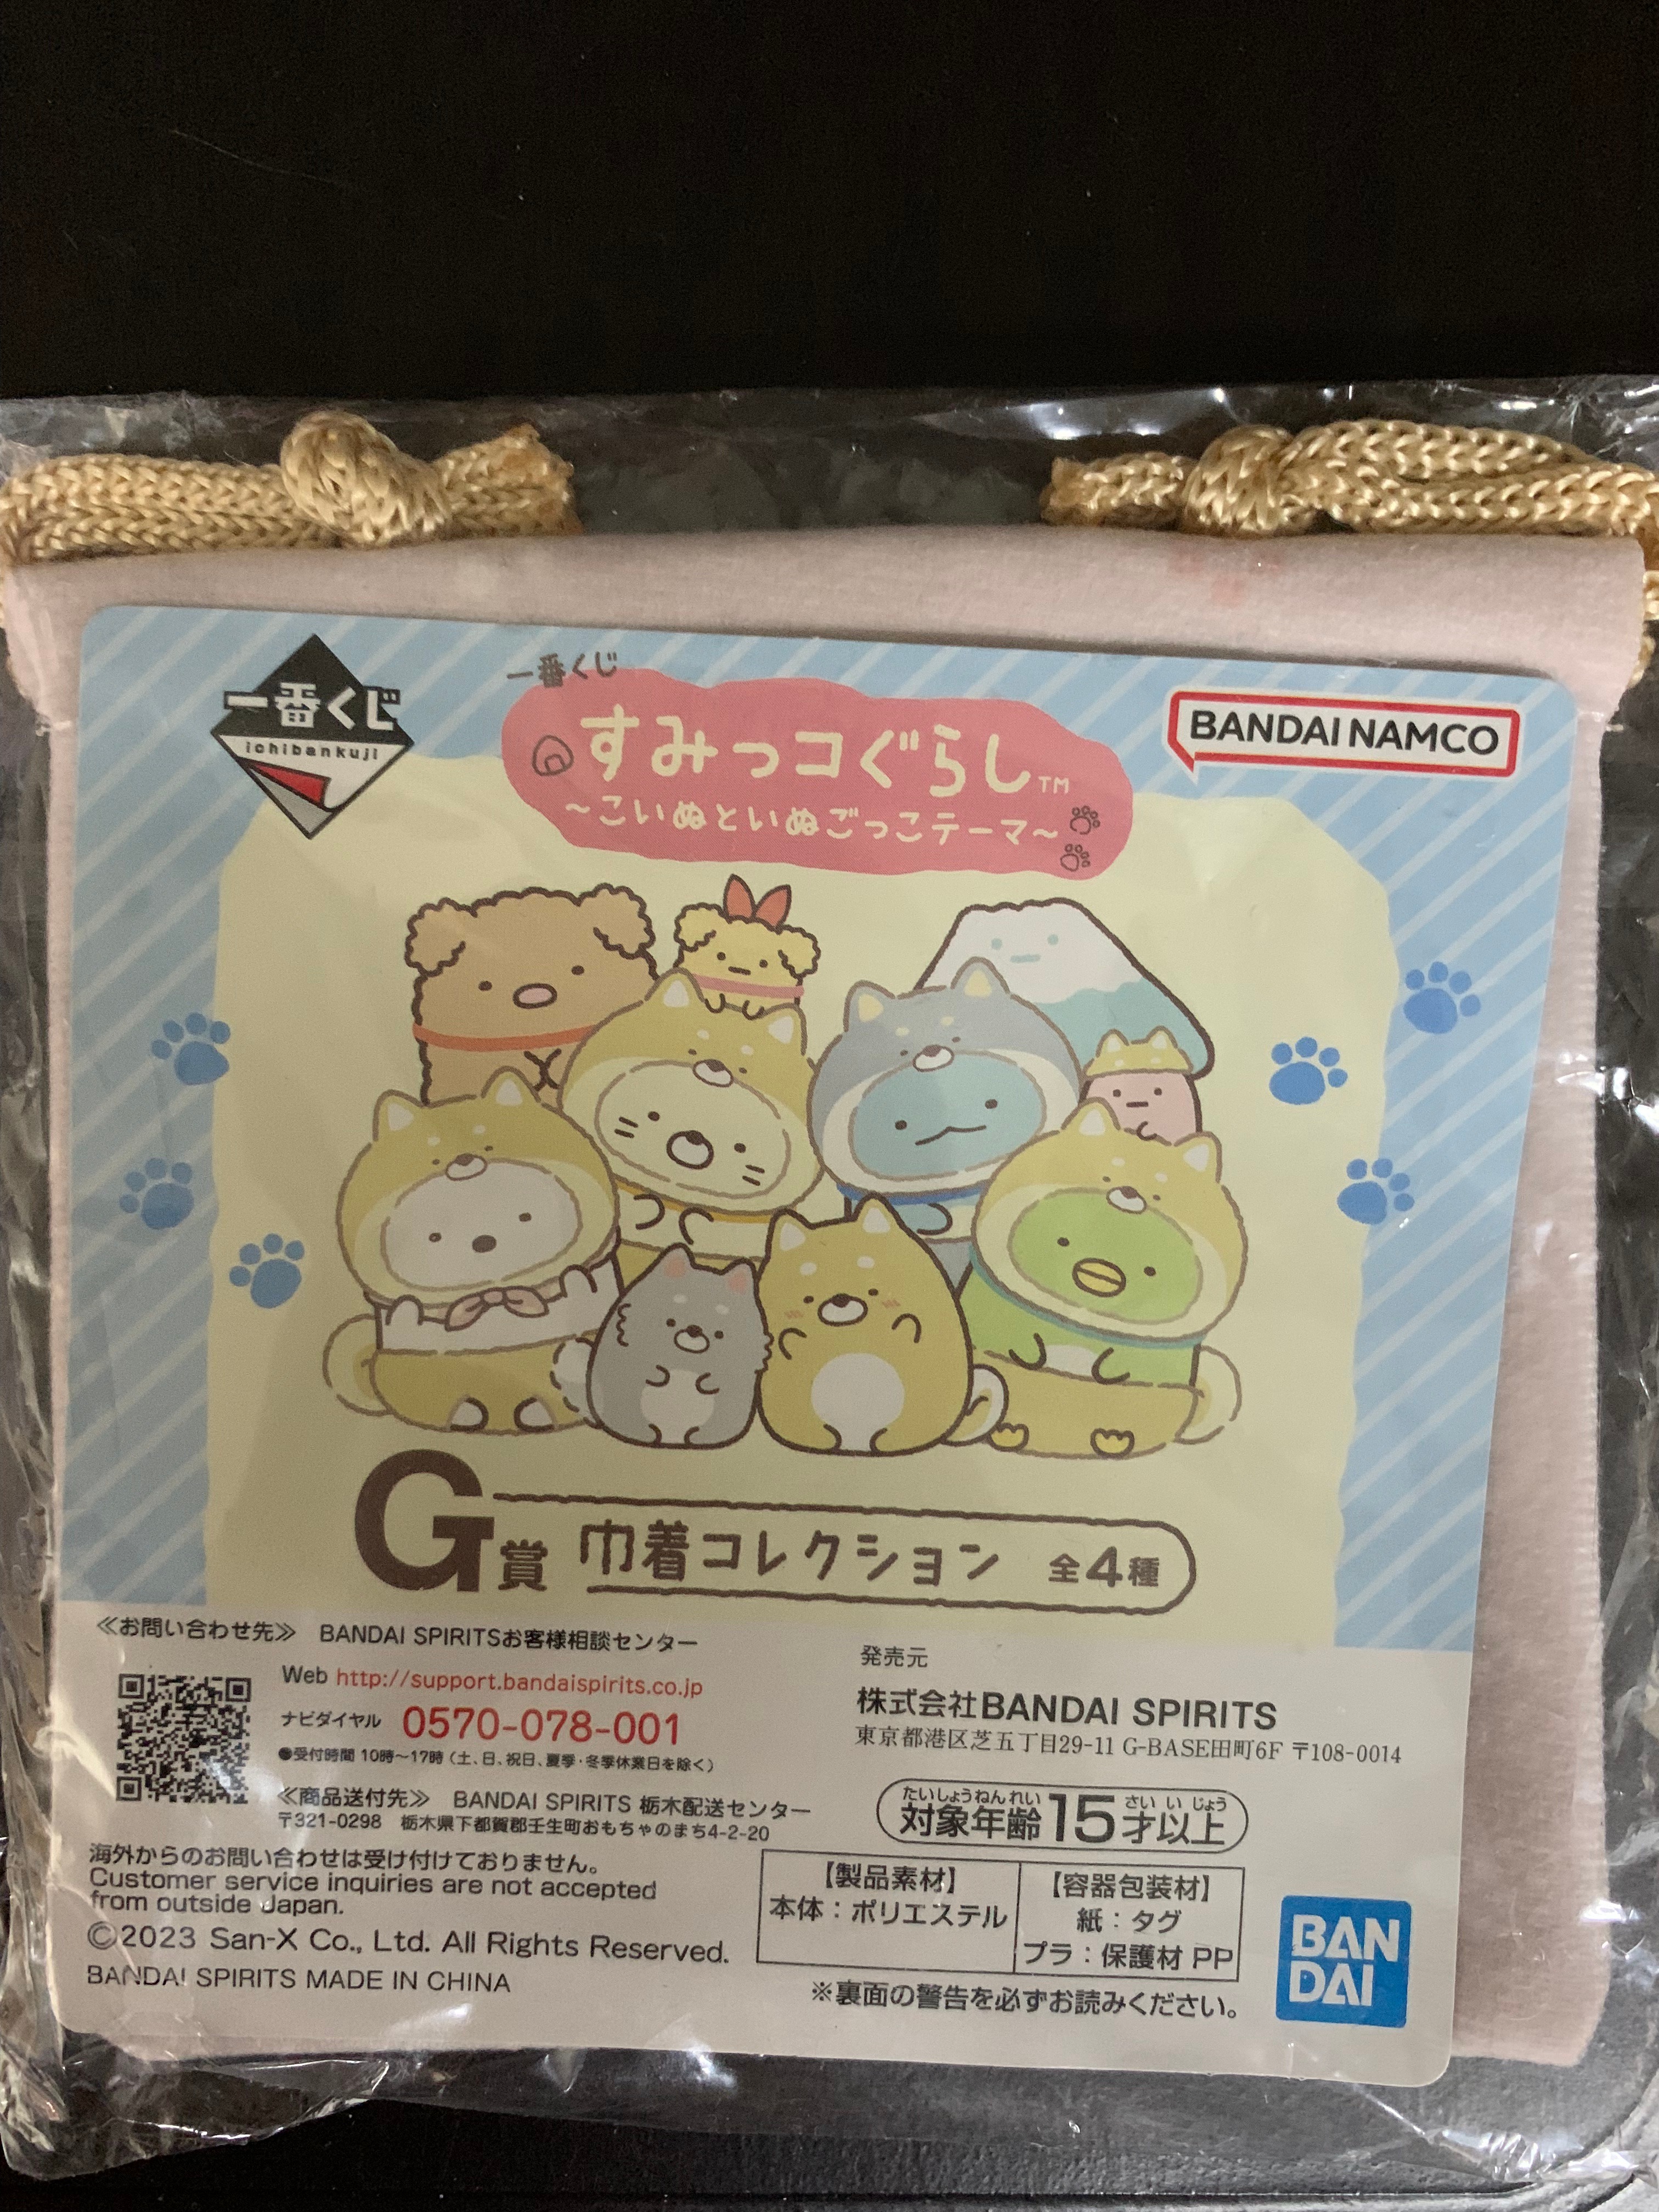 一番くじ
ichibankuji
一番くじ
すみっコぐらし™
～こいぬといぬごっこテーマ～
BANDAI NAMCO
G賞 巾着コレクション 全4種
≪お問い合わせ先≫ BANDAI SPIRITSお客様相談センター
Web http://support.bandaispirits.co.jp
ナビダイヤル 0570-078-001
●受付時間 10時～17時（土、日、祝日、夏季・冬季休業日を除く）
≪商品送付先≫ BANDAI SPIRITS 栃木配送センター
〒321-0298 栃木県下都賀郡壬生町おもちゃのまち4-2-20
海外からのお問い合わせは受け付けておりません。
Customer service inquiries are not accepted
from outside Japan.
©2023 San-X Co., Ltd. All Rights Reserved.
BANDAI SPIRITS MADE IN CHINA
発売元
株式会社BANDAI SPIRITS
東京都港区芝五丁目29-11 G-BASE田町6F 〒108-0014
たいしょうねんれい さい い じょう
対象年齢15才以上
【製品素材】
本体：ポリエステル
【容器包装材】
紙：タグ
プラ：保護材 PP
※裏面の警告を必ずお読みください。
BAN
DAI